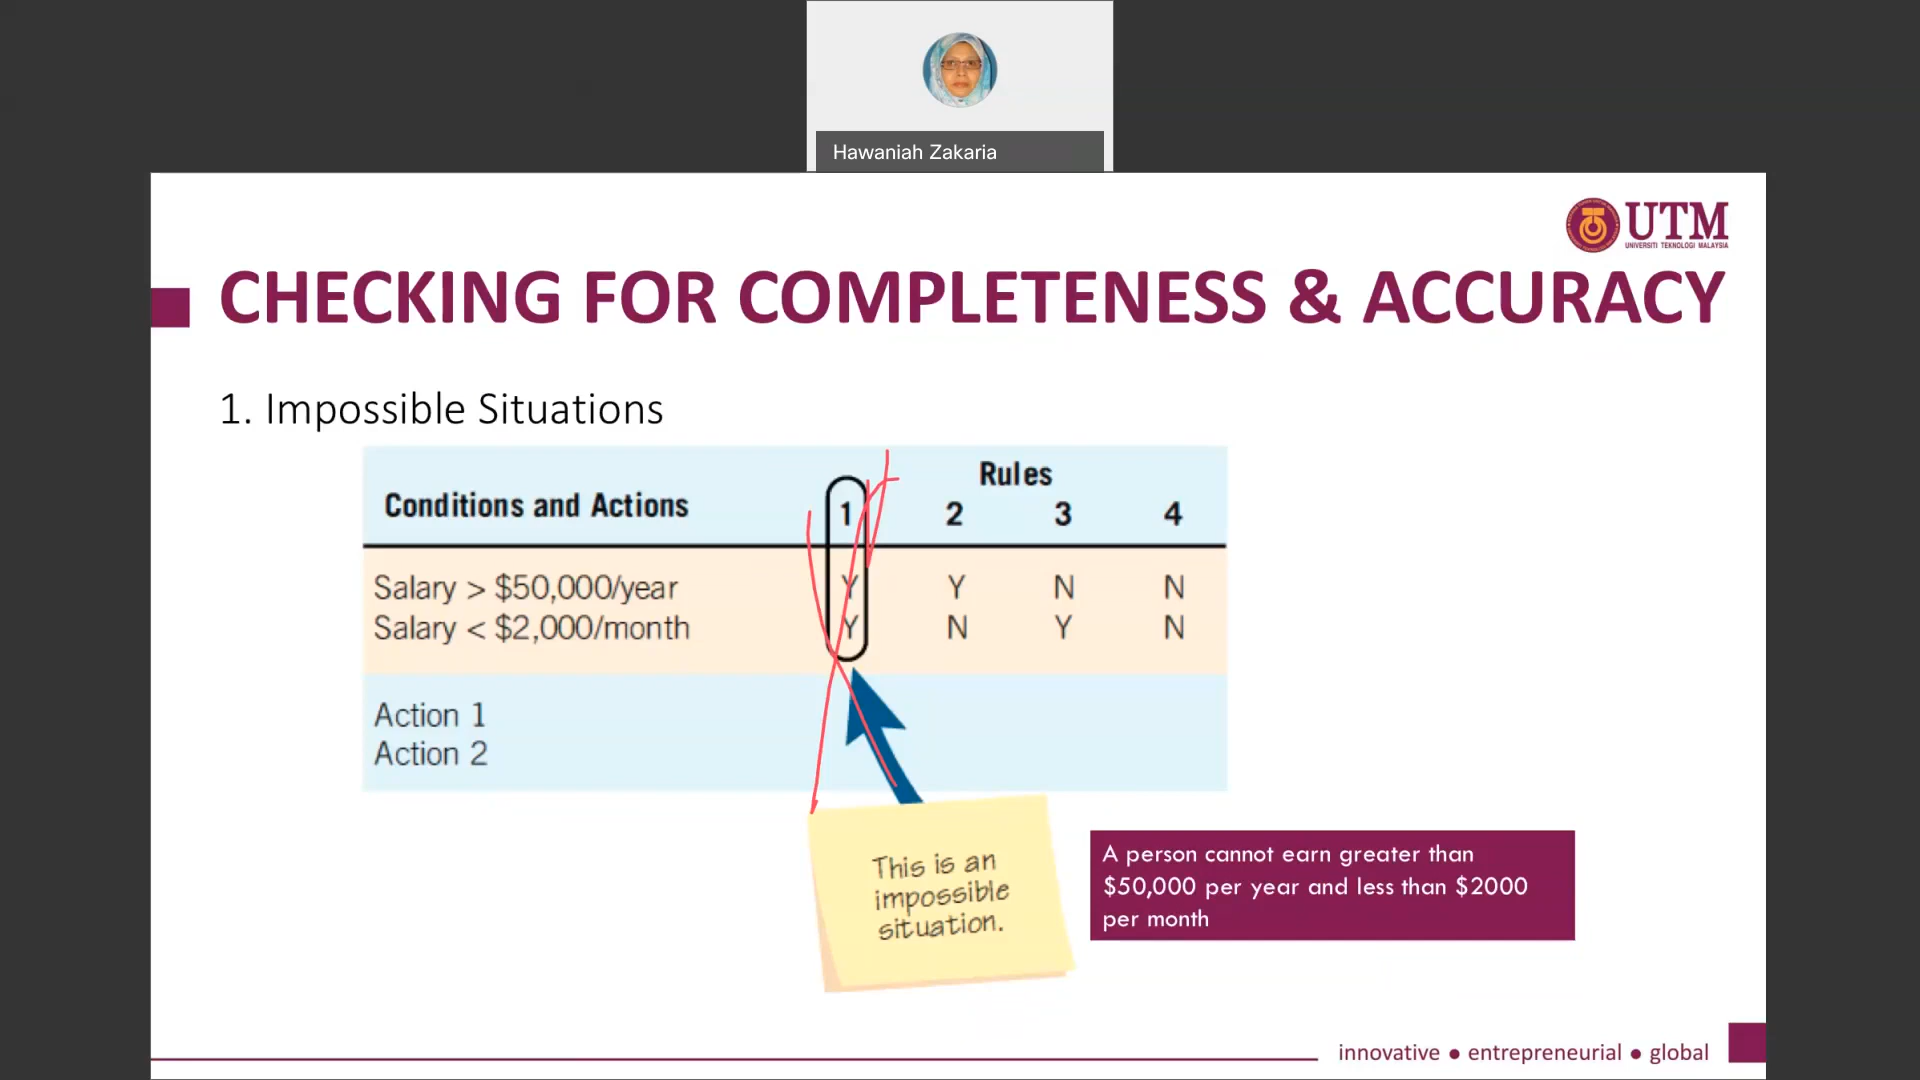 Hawaniah Zakaria
UTM
UNIVERSITI TEKNOLOGI MALAYSIA
CHECKING FOR COMPLETENESS & ACCURACY
1. Impossible Situations
Rules
Conditions and Actions 1 2 3 4
Salary > $50,000/year Y Y N N
Salary < $2,000/month Y N Y N
Action 1
Action 2
This is an
impossible
situation.
A person cannot earn greater than
$50,000 per year and less than $2000
per month
innovative ● entrepreneurial ● global